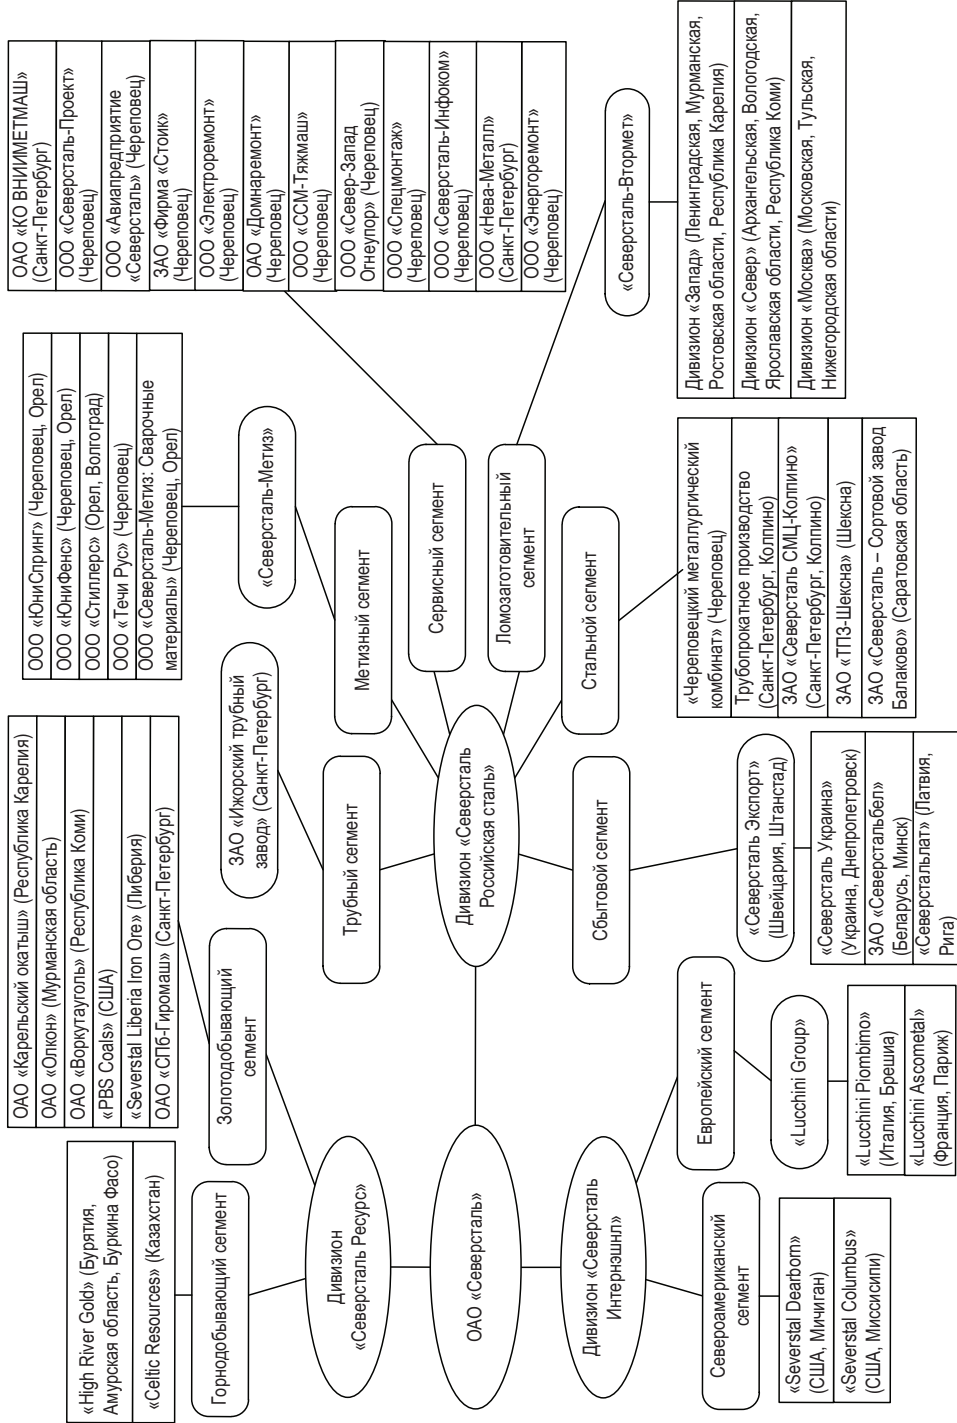 «High River Gold» (Бурятия,
Амурская область, Буркина Фасо)
«Celtic Resources» (Казахстан)
Горнодобывающий сегмент
ОАО «Карельский окатыш» (Республика Карелия)
ОАО «Олкон» (Мурманская область)
ОАО «Воркутауголь» (Республика Коми)
«PBS Coals» (США)
«Severstal Liberia Iron Ore» (Либерия)
ОАО «СПб-Гиромаш» (Санкт-Петербург)
Золотодобывающий
сегмент
Дивизион
«Северсталь Ресурс»
ОАО «Северсталь»
Дивизион «Северсталь
Интернэшнл»
Североамериканский
сегмент
«Severstal Dearborn»
(США, Мичиган)
«Severstal Columbus»
(США, Миссисипи)
Европейский сегмент
«Lucchini Group»
«Lucchini Piombimo»
(Италия, Брешиа)
«Lucchini Ascometal»
(Франция, Париж)
Дивизион «Северсталь
Российская сталь»
ЗАО «Ижорский трубный
завод» (Санкт-Петербург)
Трубный сегмент
Сбытовой сегмент
«Северсталь Экспорт»
(Швейцария, Штанстад)
«Северсталь Украина»
(Украина, Днепропетровск)
ЗАО «Северстальбел»
(Беларусь, Минск)
«Северстальлат» (Латвия,
Рига)
ООО «ЮниСпринг» (Череповец, Орел)
ООО «ЮниФенс» (Череповец, Орел)
ООО «Стиллерс» (Орел, Волгоград)
ООО «Течи Рус» (Череповец)
ООО «Северсталь-Метиз: Сварочные
материалы» (Череповец, Орел)
«Северсталь-Метиз»
Метизный сегмент
Сервисный сегмент
Ломозаготовительный
сегмент
Стальной сегмент
«Череповецкий металлургический
комбинат» (Череповец)
Трубопрокатное производство
(Санкт-Петербург, Колпино)
ЗАО «Северсталь СМЦ-Колпино»
(Санкт-Петербург, Колпино)
ЗАО «ТПЗ-Шексна» (Шексна)
ЗАО «Северсталь – Сортовой завод
Балаково» (Саратовская область)
ОАО «КО ВНИМЕТМАШ»
(Санкт-Петербург)
ООО «Северсталь-Проект»
(Череповец)
ООО «Авиапредприятие
«Северсталь» (Череповец)
ЗАО «Фирма «Стоик»
(Череповец)
ООО «Электроремонт»
(Череповец)
ОАО «Домнаремонт»
(Череповец)
ООО «ССМ-Тяжмаш»
(Череповец)
ООО «Север-Запад
Огнеупор» (Череповец)
ООО «Спецмонтаж»
(Череповец)
ООО «Северсталь-Инфоком»
(Череповец)
ООО «Нева-Металл»
(Санкт-Петербург)
ООО «Энергоремонт»
(Череповец)
«Северсталь-Втормет»
Дивизион «Запад» (Ленинградская, Мурманская,
Ростовская области, Республика Карелия)
Дивизион «Север» (Архангельская, Вологодская,
Ярославская области, Республика Коми)
Дивизион «Москва» (Московская, Тульская,
Нижегородская области)